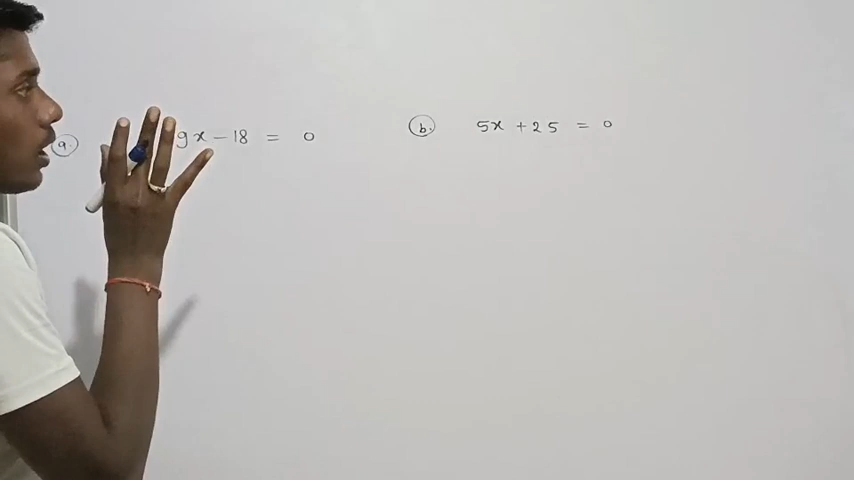 a. 9x - 18 = 0
b. 5x + 25 = 0